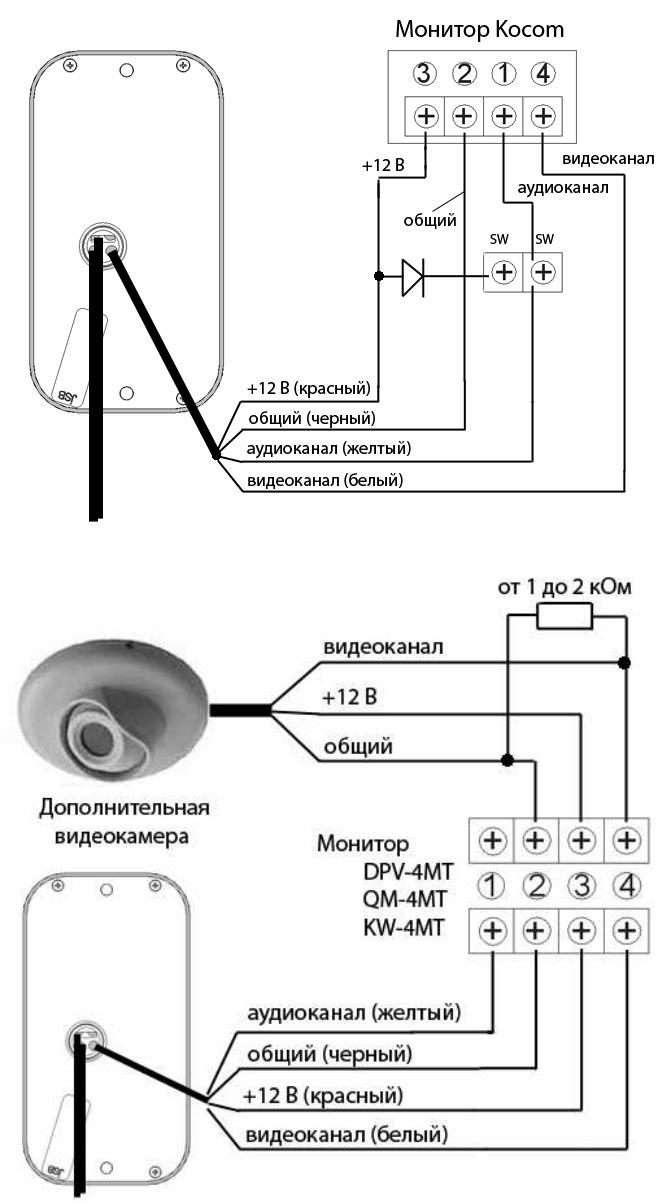 Монитор Kocom
3 2 1 4
+12 В
видеоканал
аудиоканал
общий
SW SW
JSB
+12 В (красный)
общий (черный)
аудиоканал (желтый)
видеоканал (белый)
от 1 до 2 кОм
видеоканал
+12 В
общий
Дополнительная
видеокамера
Монитор
DPV-4MT
QM-4MT
KW-4MT
1 2 3 4
аудиоканал (желтый)
общий (черный)
+12 В (красный)
видеоканал (белый)
JSB